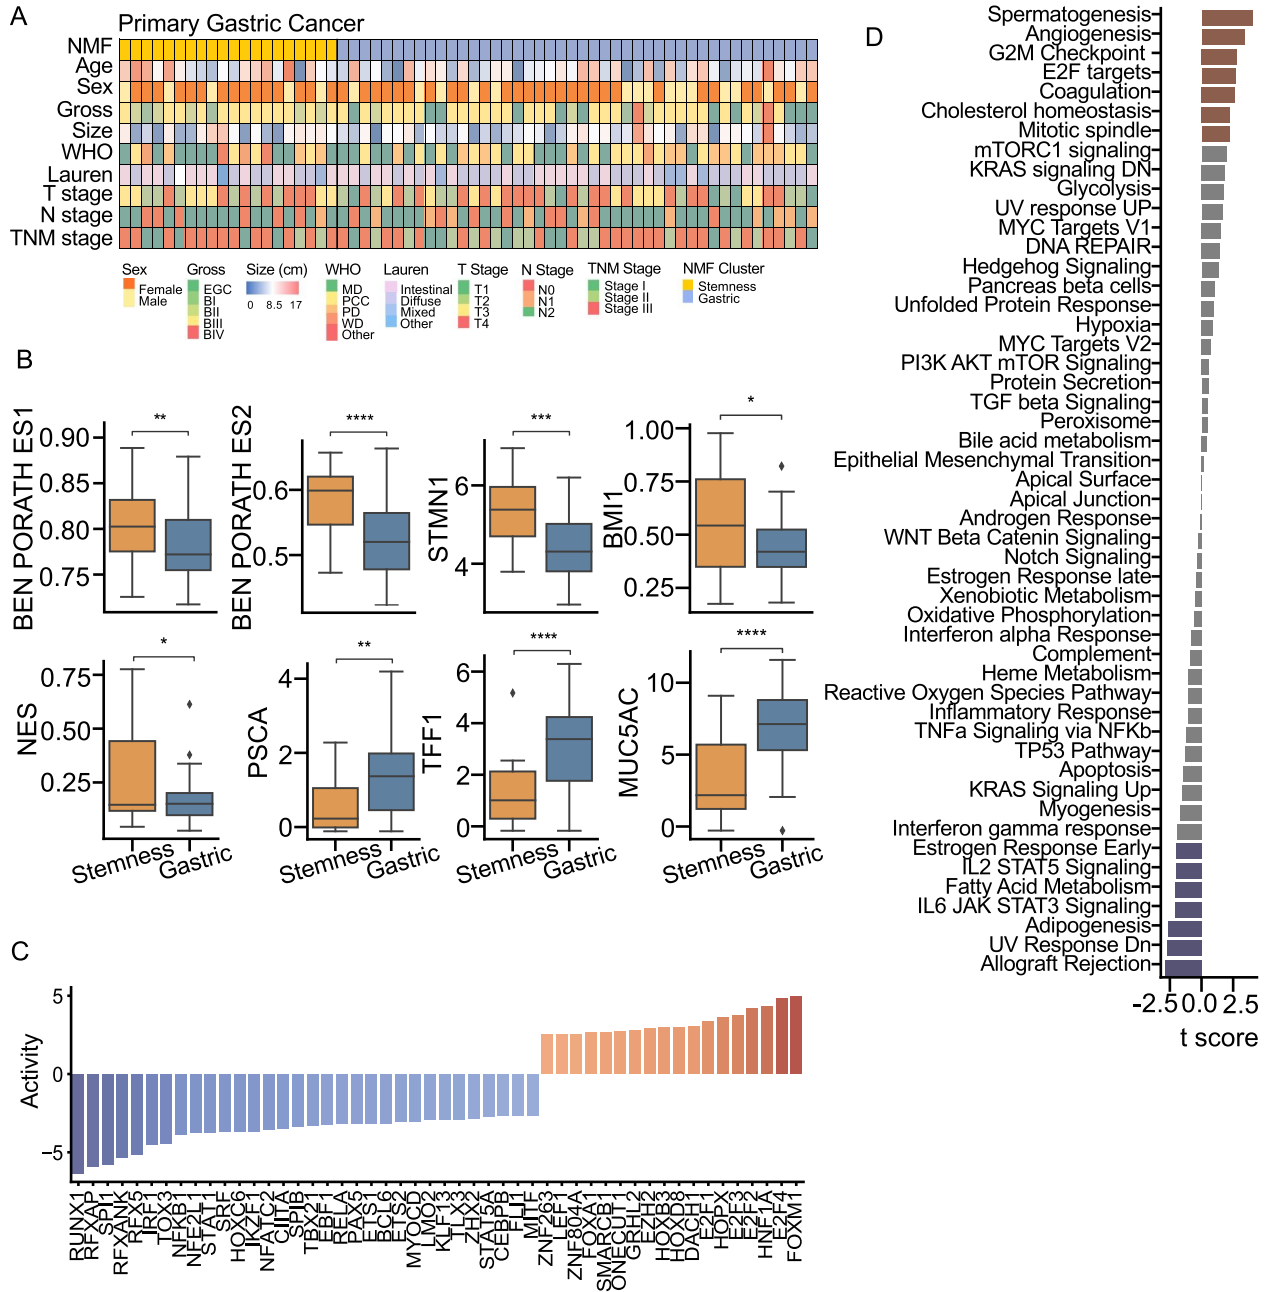 A
Primary Gastric Cancer
NMF
Age
Sex
Gross
Size
WHO
Lauren
T stage
N stage
TNM stage
Sex
Female
Male
Gross
EGC
BI
BII
BIII
BIV
Size (cm)
0 8.5 17
WHO
MD
PCC
PD
WD
Other
Lauren
Intestinal
Diffuse
Mixed
Other
T Stage
T1
T2
T3
T4
N Stage
N0
N1
N2
TNM Stage
Stage I
Stage II
Stage III
NMF Cluster
Stemness
Gastric
B
BEN PORATH ES1
0.90
0.85
0.80
0.75
**
BEN PORATH ES2
0.6
0.5
****
STMN1
6
4
***
BMI1
1.00
0.75
0.50
0.25
*
NES
0.75
0.50
0.25
*
Stemness
Gastric
PSCA
4
2
0
**
Stemness
Gastric
TFF1
6
4
2
0
****
Stemness
Gastric
MUC5AC
10
5
0
****
Stemness
Gastric
C
Activity
5
0
−5
RUNX1
RFXAP
SPI1
RFXANK
RFX5
IRF1
TOX3
NFKB1
NFE2L1
STAT1
SRF
HOXC6
IKZF1
NFATC2
CIITA
SPIB
TBX21
EBF1
RELA
PAX5
ETS1
BCL6
ETS2
MYOCD
LMO2
KLF13
TLX3
ZHX2
STAT5A
CEBPB
FLI1
MITF
ZNF263
LEF1
ZNF804A
FOXA1
SMARCB1
ONECUT1
GRHL2
EZH2
HOXB3
HOXD8
DACH1
E2F1
HOPX
E2F3
E2F2
HNF1A
E2F4
FOXM1
D
Spermatogenesis
Angiogenesis
G2M Checkpoint
E2F targets
Coagulation
Cholesterol homeostasis
Mitotic spindle
mTORC1 signaling
KRAS signaling DN
Glycolysis
UV response UP
MYC Targets V1
DNA REPAIR
Hedgehog Signaling
Pancreas beta cells
Unfolded Protein Response
Hypoxia
MYC Targets V2
PI3K AKT mTOR Signaling
Protein Secretion
TGF beta Signaling
Peroxisome
Bile acid metabolism
Epithelial Mesenchymal Transition
Apical Surface
Apical Junction
Androgen Response
WNT Beta Catenin Signaling
Notch Signaling
Estrogen Response late
Xenobiotic Metabolism
Oxidative Phosphorylation
Interferon alpha Response
Complement
Heme Metabolism
Reactive Oxygen Species Pathway
Inflammatory Response
TNFa Signaling via NFKb
TP53 Pathway
Apoptosis
KRAS Signaling Up
Myogenesis
Interferon gamma response
Estrogen Response Early
IL2 STAT5 Signaling
Fatty Acid Metabolism
IL6 JAK STAT3 Signaling
Adipogenesis
UV Response Dn
Allograft Rejection
-2.5 0.0 2.5
t score